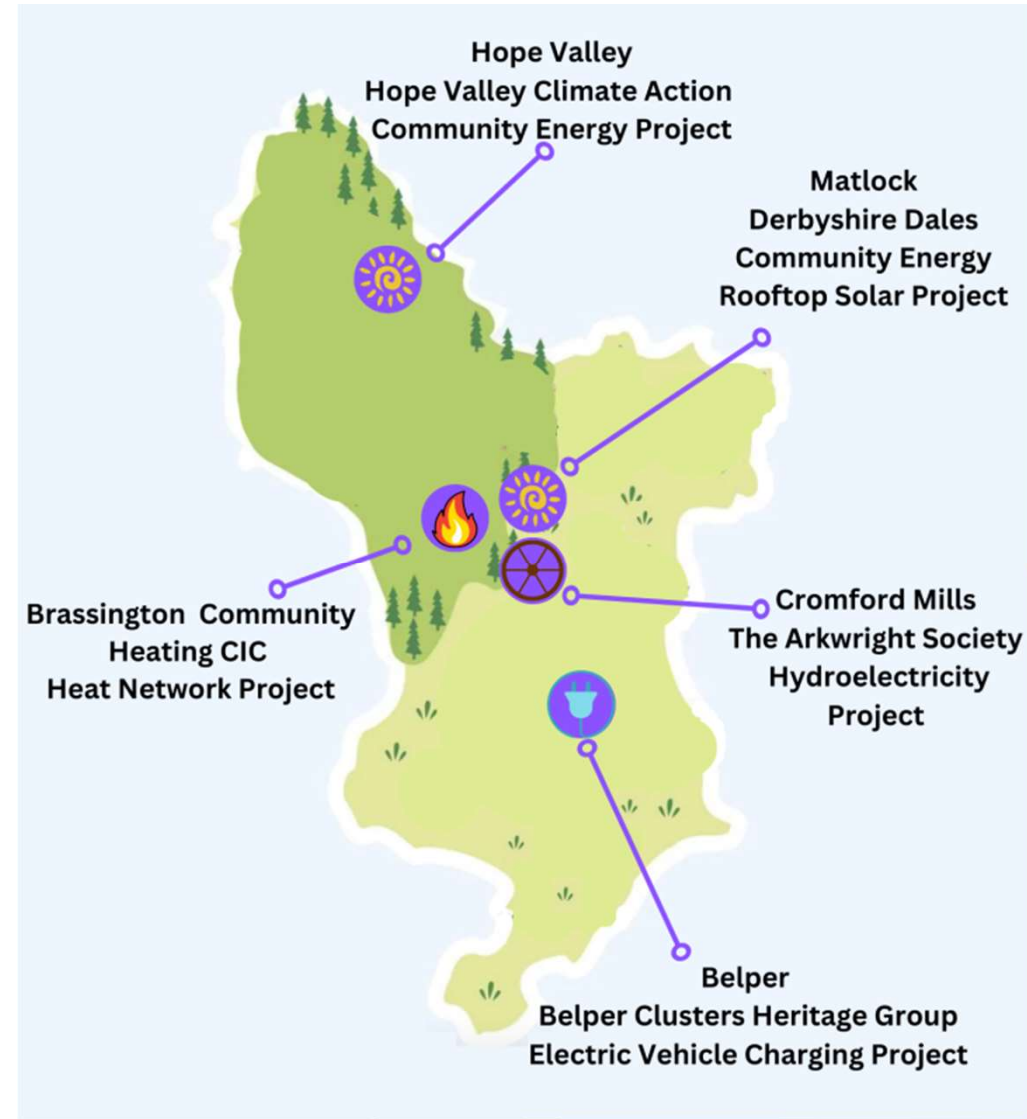 Hope Valley
Hope Valley Climate Action
Community Energy Project
Matlock
Derbyshire Dales
Community Energy
Rooftop Solar Project
Brassington Community
Heating CIC
Heat Network Project
Cromford Mills
The Arkwright Society
Hydroelectricity
Project
Belper
Belper Clusters Heritage Group
Electric Vehicle Charging Project